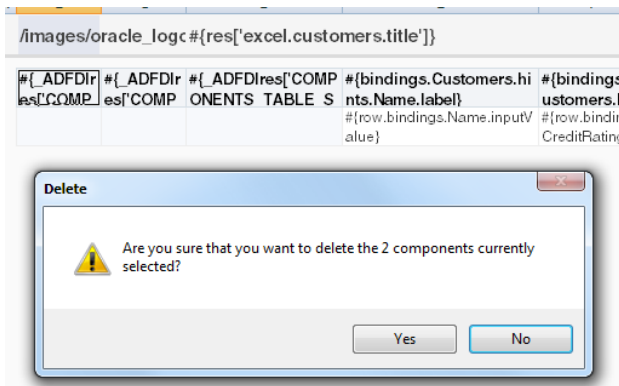 /images/oracle_logc #{res['excel.customers.title']}
#{_ADFDIr #{_ADFDIr #{_ADFDIres['COMP #{bindings.Customers.hi #{bindings
es['COMP es['COMP ONENTS_TABLE_S nts.Name.label} ustomers.
#{row.bindings.Name.inputV #{row.bindin
alue} CreditRating
Delete
Are you sure that you want to delete the 2 components currently
selected?
Yes No